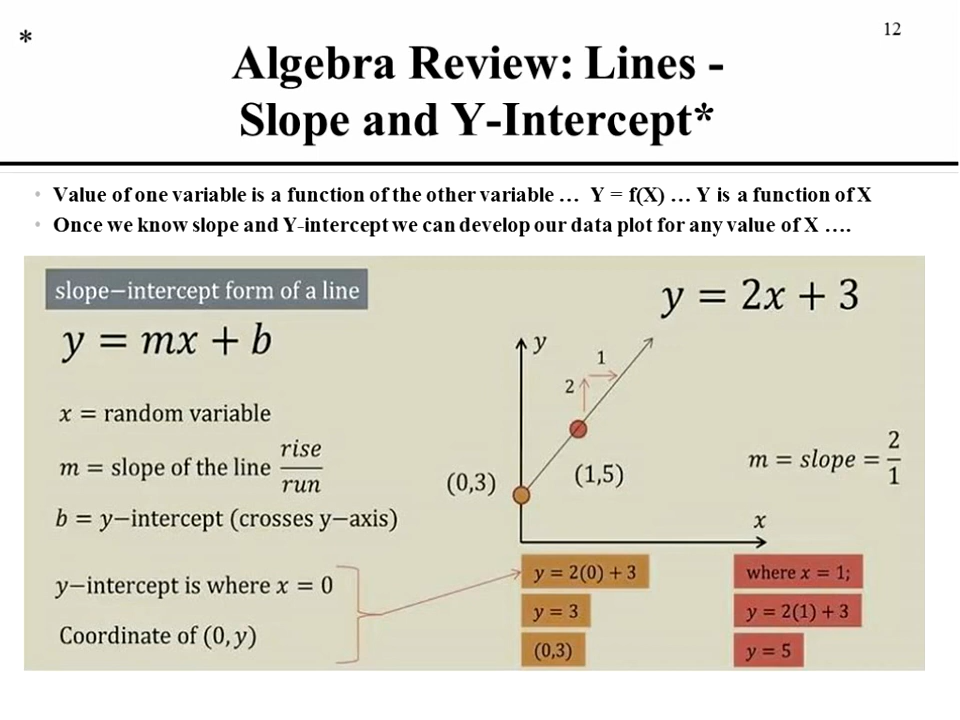 *
12
Algebra Review: Lines -
Slope and Y-Intercept*
• Value of one variable is a function of the other variable … Y = f(X) … Y is a function of X
• Once we know slope and Y-intercept we can develop our data plot for any value of X ….
slope−intercept form of a line
y = mx + b
x = random variable
m = slope of the line rise/run
b = y−intercept (crosses y−axis)
y−intercept is where x = 0
Coordinate of (0, y)
y = 2x + 3
y
1
2
(0,3)
(1,5)
m = slope = 2/1
x
y = 2(0) + 3
y = 3
(0,3)
where x = 1;
y = 2(1) + 3
y = 5